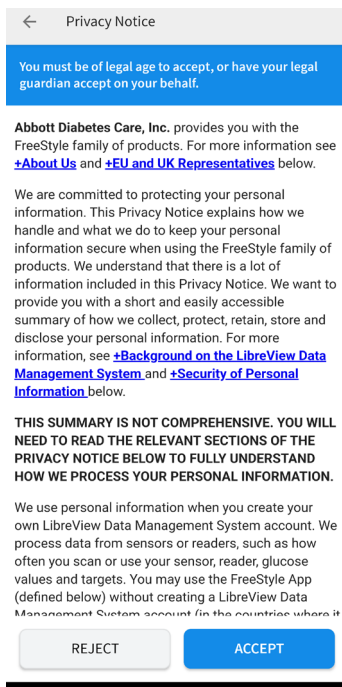 Privacy Notice
You must be of legal age to accept, or have your legal
guardian accept on your behalf.
Abbott Diabetes Care, Inc. provides you with the
FreeStyle family of products. For more information see
+About Us and +EU and UK Representatives below.
We are committed to protecting your personal
information. This Privacy Notice explains how we
handle and what we do to keep your personal
information secure when using the FreeStyle family of
products. We understand that there is a lot of
information included in this Privacy Notice. We want to
provide you with a short and easily accessible
summary of how we collect, protect, retain, store and
disclose your personal information. For more
information, see +Background on the LibreView Data
Management System and +Security of Personal
Information below.
THIS SUMMARY IS NOT COMPREHENSIVE. YOU WILL
NEED TO READ THE RELEVANT SECTIONS OF THE
PRIVACY NOTICE BELOW TO FULLY UNDERSTAND
HOW WE PROCESS YOUR PERSONAL INFORMATION.
We use personal information when you create your
own LibreView Data Management System account. We
process data from sensors or readers, such as how
often you scan or use your sensor, reader, glucose
values and targets. You may use the FreeStyle App
(defined below) without creating a LibreView Data
Management System account (in the countries where it
REJECT
ACCEPT